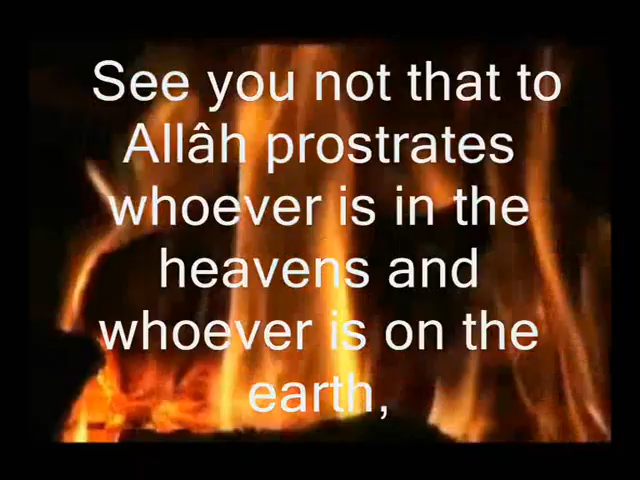 See you not that to
Allâh prostrates
whoever is in the
heavens and
whoever is on the
earth,